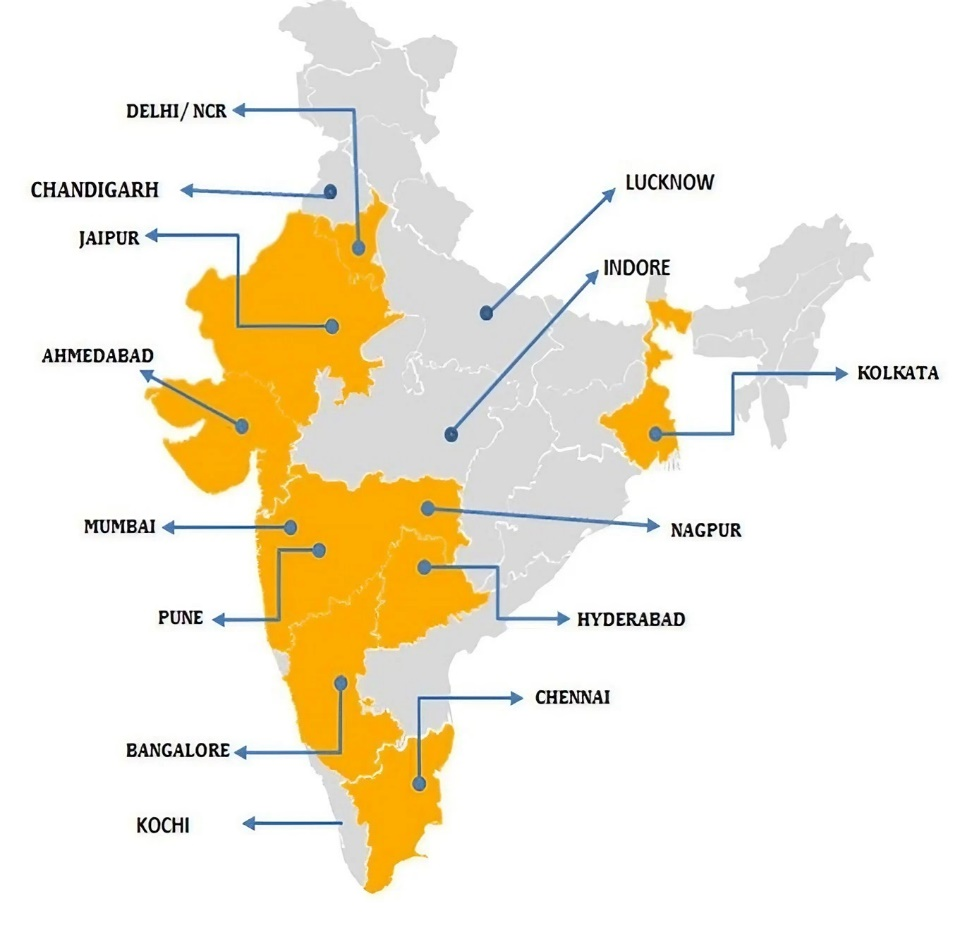 DELHI/ NCR
LUCKNOW
CHANDIGARH
JAIPUR
INDORE
AHMEDABAD
KOLKATA
MUMBAI
NAGPUR
PUNE
HYDERABAD
CHENNAI
BANGALORE
KOCHI